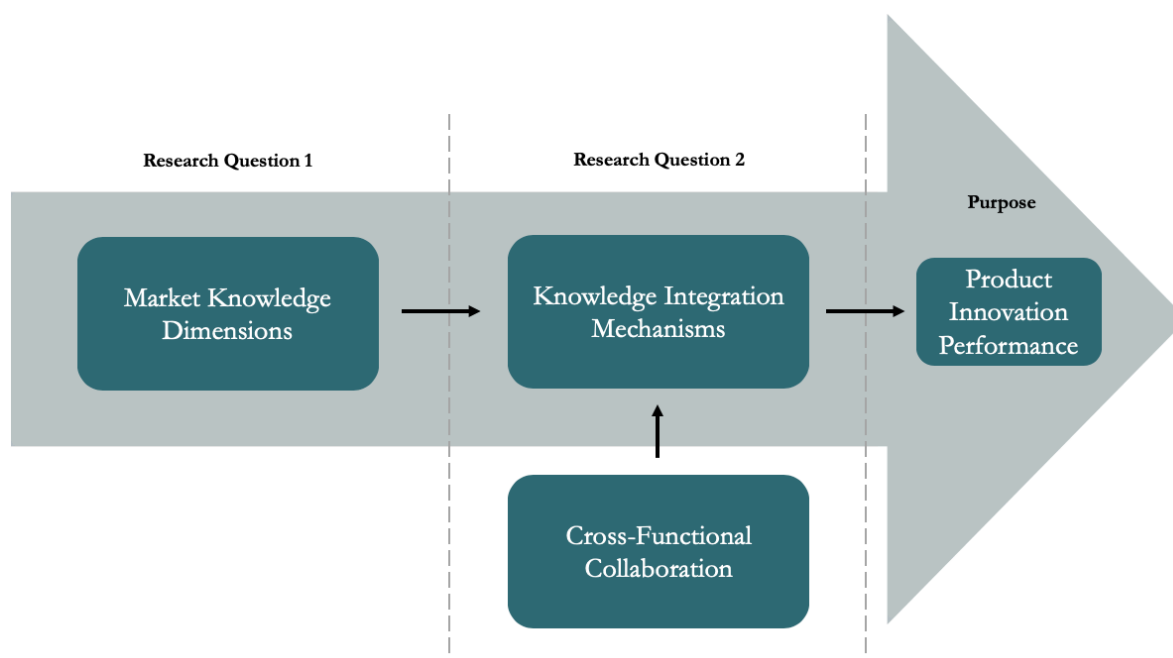 Research Question 1
Research Question 2
Purpose
Market Knowledge
Dimensions
Knowledge Integration
Mechanisms
Product
Innovation
Performance
Cross-Functional
Collaboration